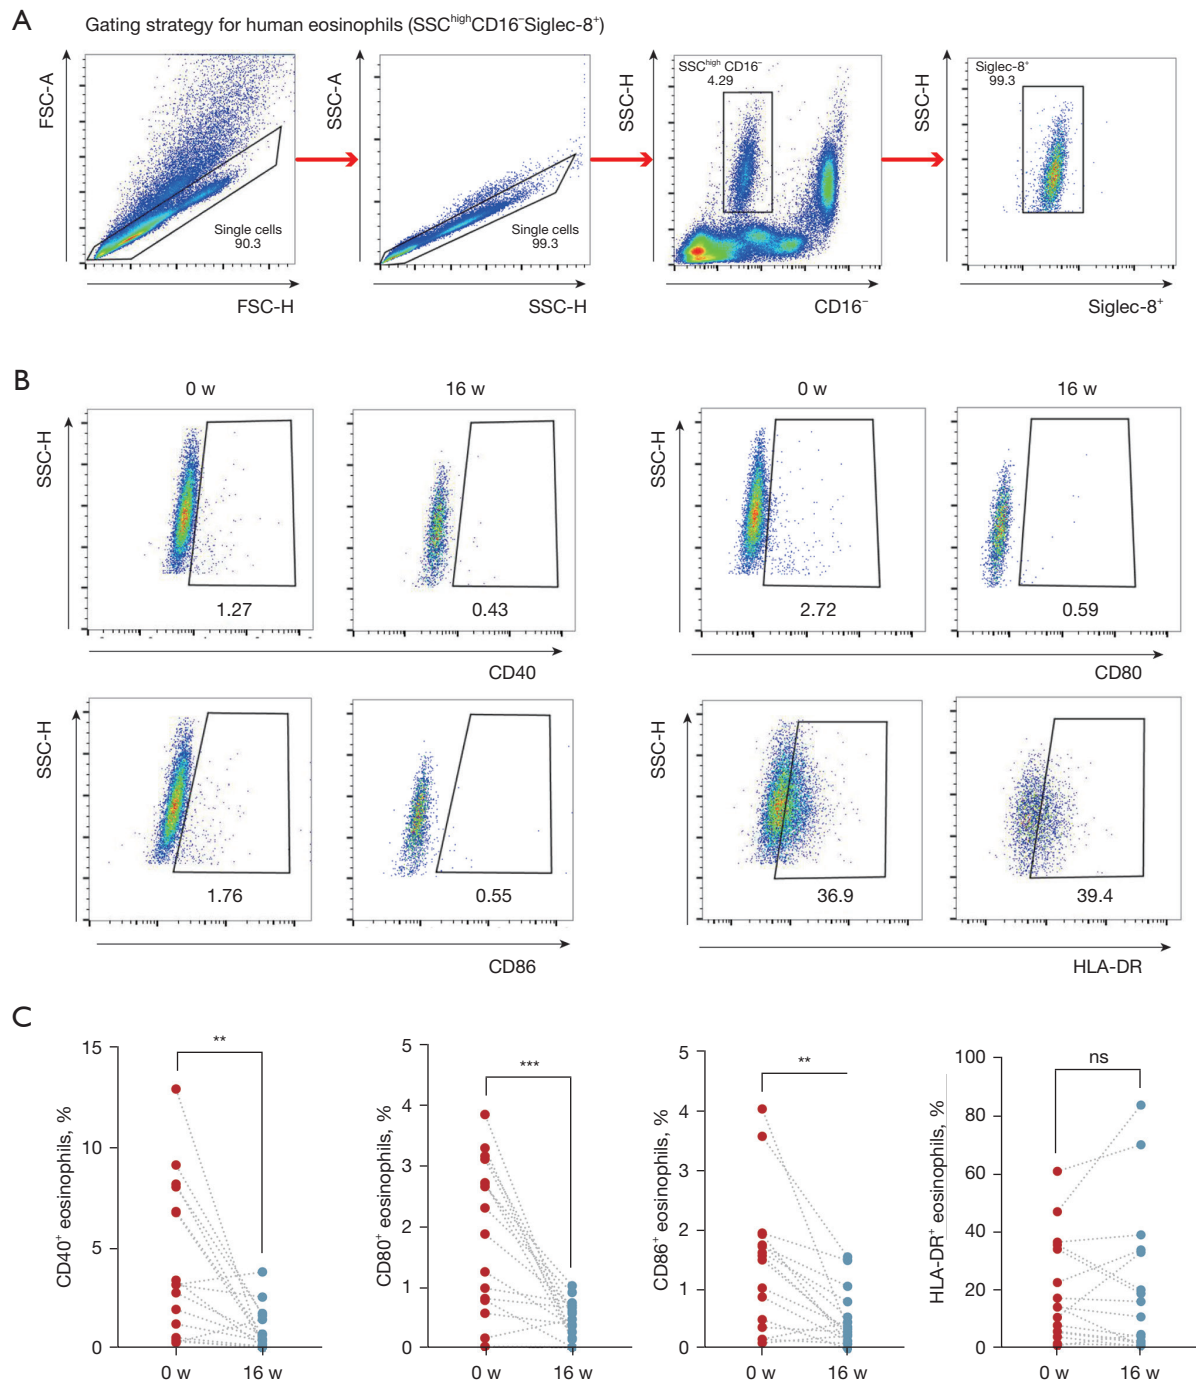 A
Gating strategy for human eosinophils (SSC^high CD16⁻Siglec-8⁺)
FSC-A
Single cells
90.3
FSC-H
SSC-A
Single cells
99.3
SSC-H
SSC-H
SSC^high CD16⁻
4.29
CD16⁻
SSC-H
Siglec-8⁺
99.3
Siglec-8⁺
B
0 w
16 w
0 w
16 w
SSC-H
1.27
0.43
CD40
SSC-H
2.72
0.59
CD80
SSC-H
1.76
0.55
CD86
SSC-H
36.9
39.4
HLA-DR
C
CD40⁺ eosinophils, %
15
10
5
0
**
0 w
16 w
CD80⁺ eosinophils, %
5
4
3
2
1
0
***
0 w
16 w
CD86⁺ eosinophils, %
5
4
3
2
1
0
**
0 w
16 w
HLA-DR⁺ eosinophils, %
100
80
60
40
20
0
ns
0 w
16 w